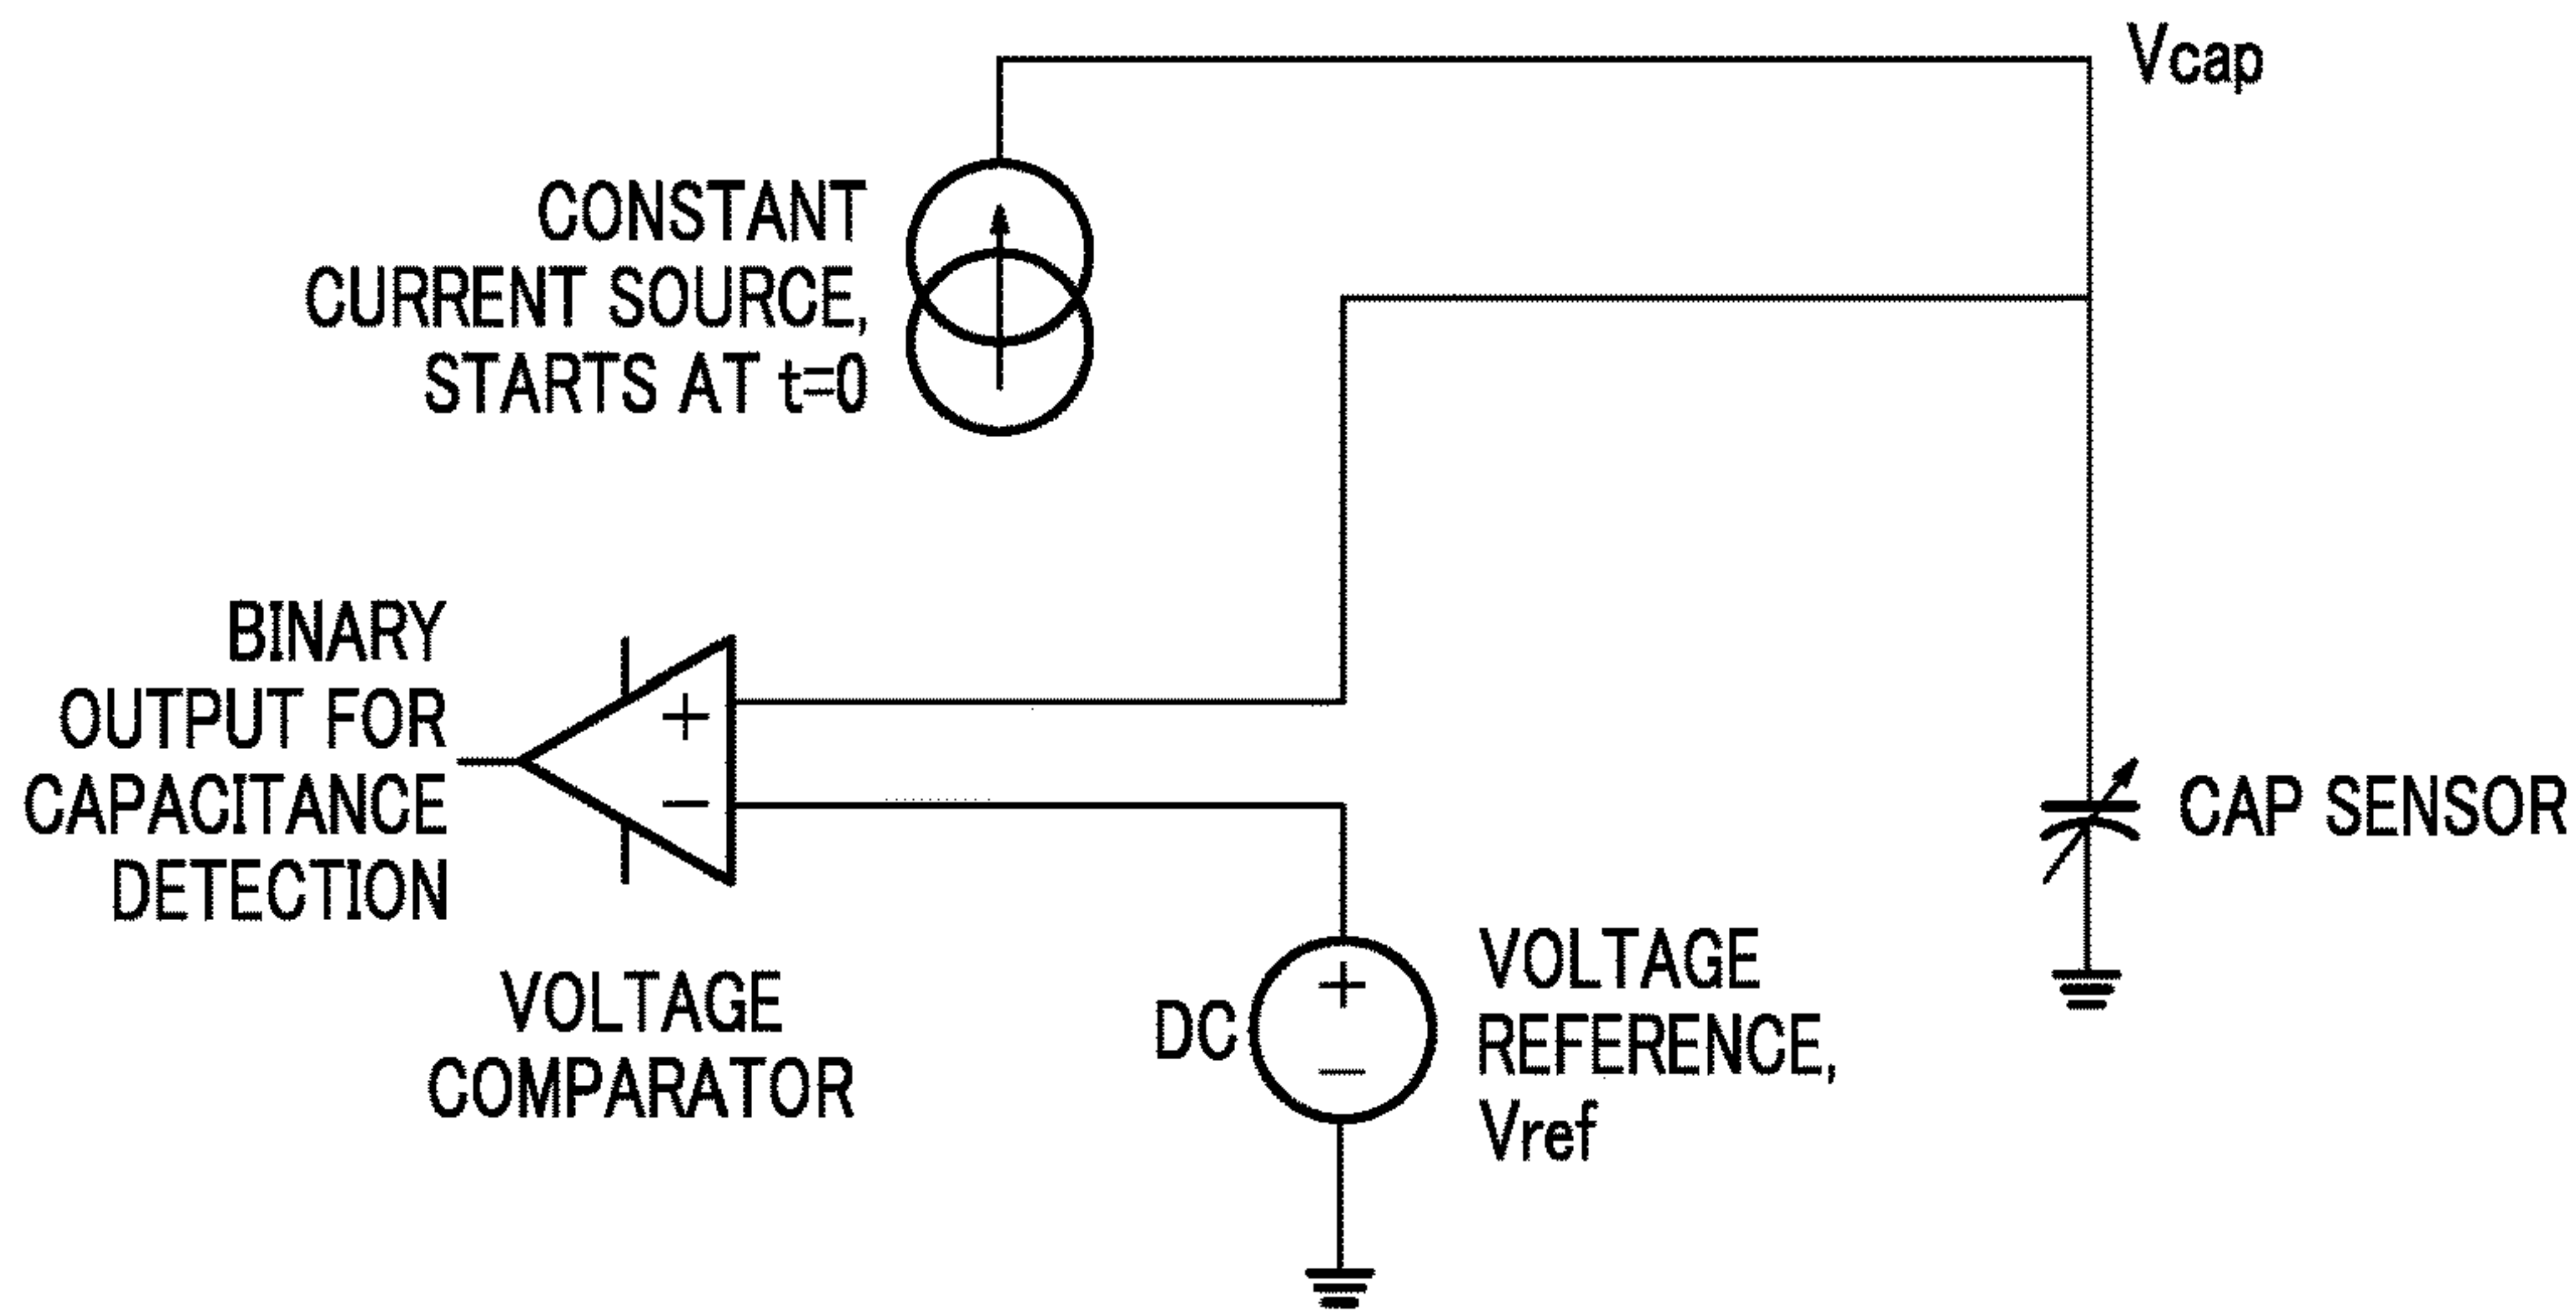 Vcap
CONSTANT
CURRENT SOURCE,
STARTS AT t=0
BINARY
OUTPUT FOR
CAPACITANCE
DETECTION
+
−
CAP SENSOR
VOLTAGE
COMPARATOR
DC
+
−
VOLTAGE
REFERENCE,
Vref